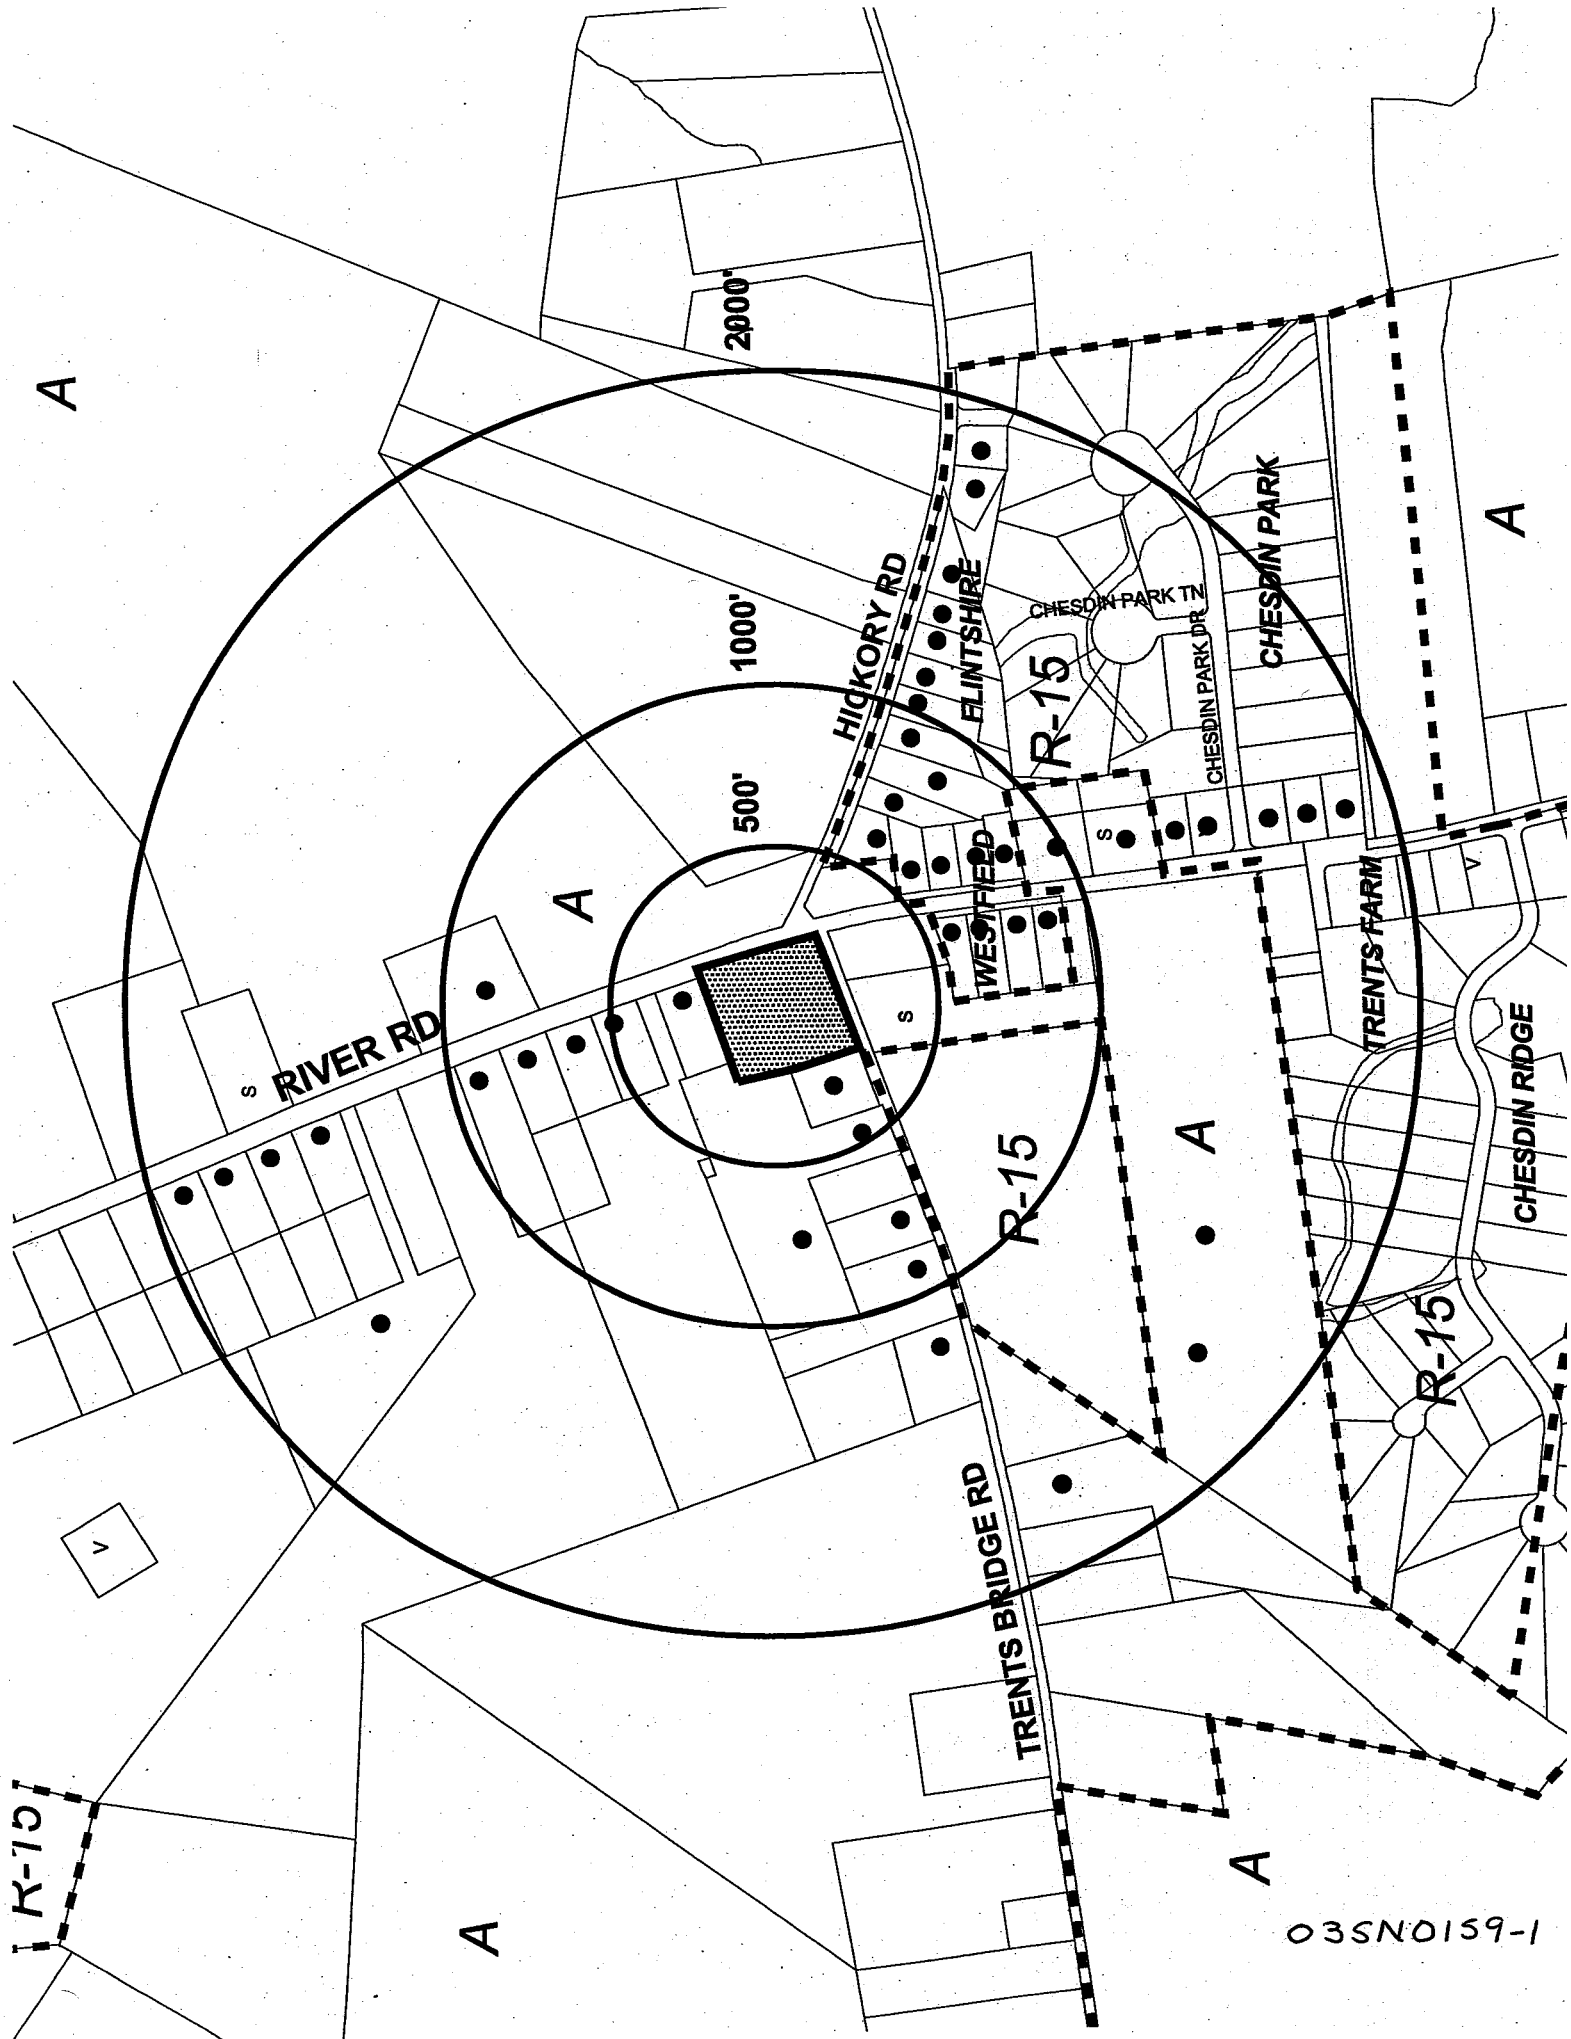 A
2000'
A
CHESDIN PARK
HICKORY RD
FLINTSHIRE
CHESDIN PARK TN
1000'
R-15
CHESDIN PARK DR
500'
S
WESTFIELD
V
TRENTS FARM
A
S
RIVER RD
S
CHESDIN RIDGE
A
R-15
R-15
V
TRENTS BRIDGE RD
R-15
A
A
03SN0159-1